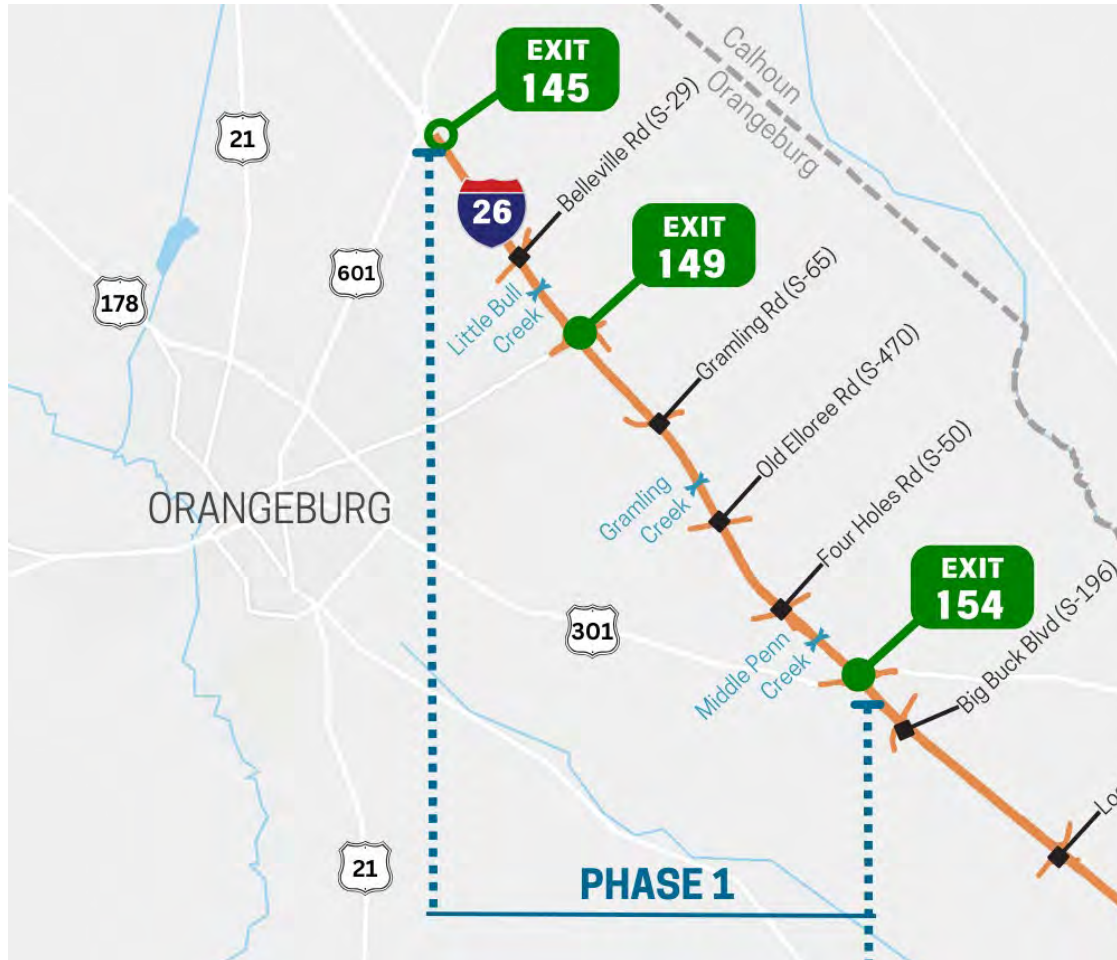 EXIT
145
Calhoun
Orangeburg
21
Belleville Rd (S-29)
26
EXIT
149
601
178
Little Bull
Creek
Gramling Rd (S-65)
Old Elloree Rd (S-470)
Gramling
Creek
ORANGEBURG
Four Holes Rd (S-50)
EXIT
154
301
Middle Penn
Creek
Big Buck Blvd (S-196)
21
PHASE 1